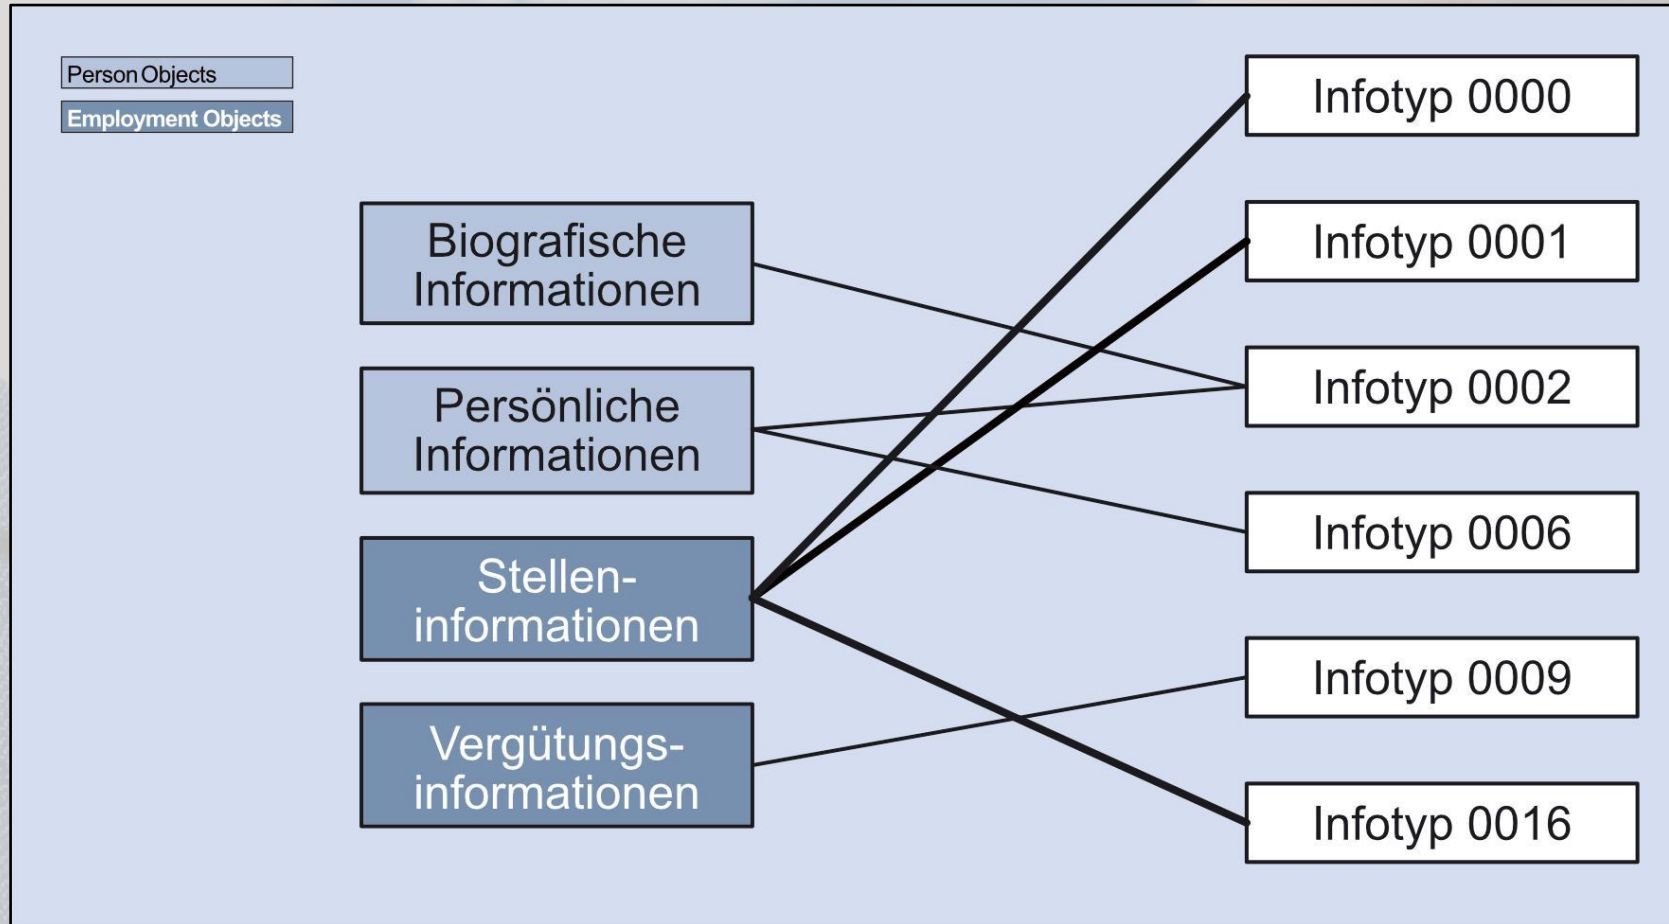 Person Objects
Employment Objects
Biografische
Informationen
Persönliche
Informationen
Stellen-
informationen
Vergütungs-
informationen
Infotyp 0000
Infotyp 0001
Infotyp 0002
Infotyp 0006
Infotyp 0009
Infotyp 0016